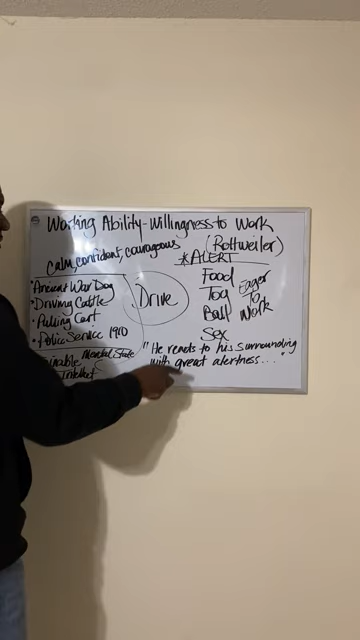 Working Ability-Willingness to Work
(Rottweiler)
calm, confident, courageous
*ALERT
Ancient War Dog
• Driving Cattle
• Pulling Cart
• Police Service 1910
Mental State
Drive
Food
Toy
Ball
Sex
Eager
To
Work
"He reacts to his surrounding
with great alertness..."